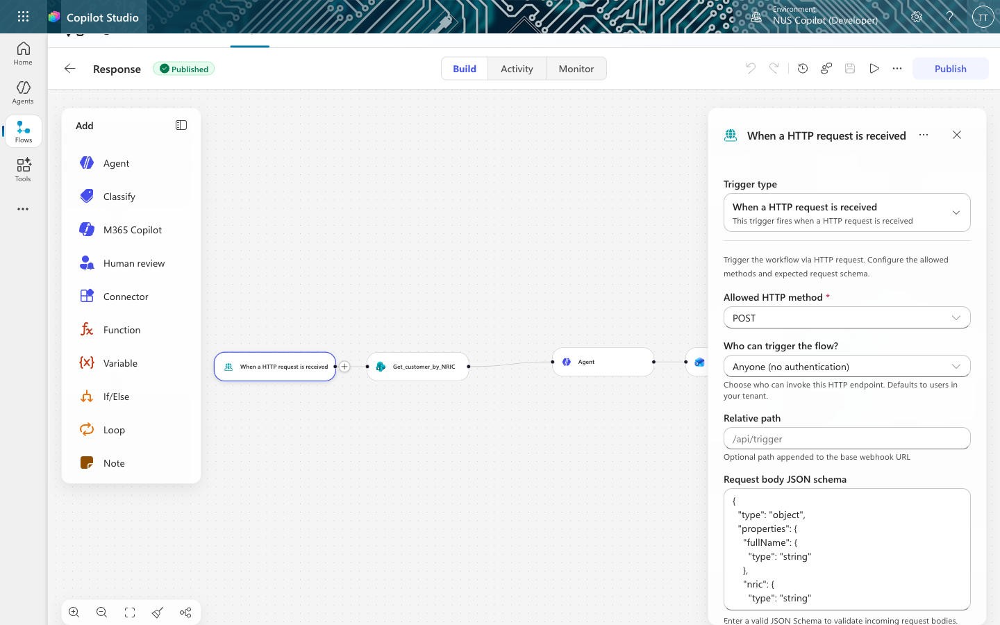 Copilot Studio
Environment
NUS Copilot (Developer)
TT
Home
Agents
Flows
Tools
Response
Published
Build
Activity
Monitor
Publish
Add
Agent
Classify
M365 Copilot
Human review
Connector
Function
Variable
If/Else
Loop
Note
When a HTTP request is received
Get_customer_by_NRIC
Agent
When a HTTP request is received
Trigger type
When a HTTP request is received
This trigger fires when a HTTP request is received
Trigger the workflow via HTTP request. Configure the allowed
methods and expected request schema.
Allowed HTTP method *
POST
Who can trigger the flow?
Anyone (no authentication)
Choose who can invoke this HTTP endpoint. Defaults to users in
your tenant.
Relative path
/api/trigger
Optional path appended to the base webhook URL
Request body JSON schema
{
"type": "object",
"properties": {
"fullName": {
"type": "string"
},
"nric": {
"type": "string"
Enter a valid JSON Schema to validate incoming request bodies.